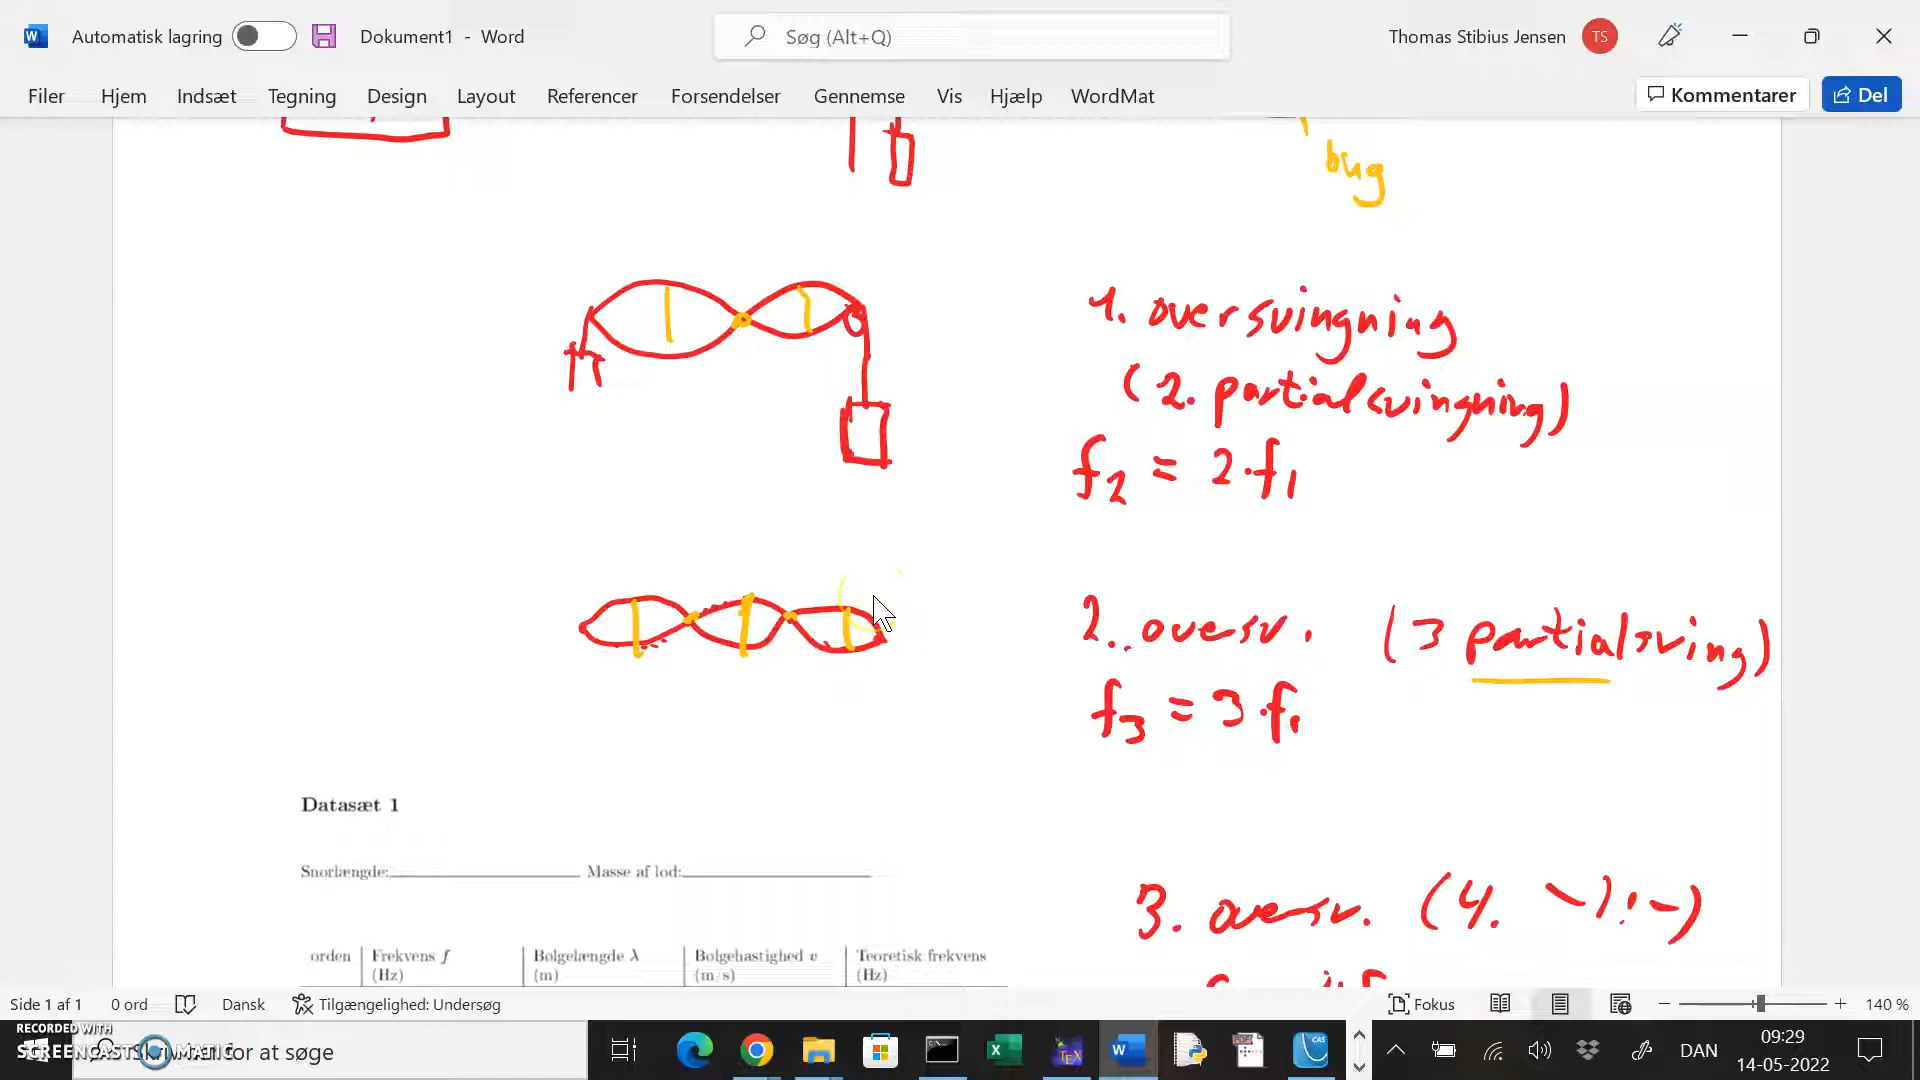 Automatisk lagring
Dokument1 - Word
Søg (Alt+Q)
Thomas Stibius Jensen
TS
Filer Hjem Indsæt Tegning Design Layout Referencer Forsendelser Gennemse Vis Hjælp WordMat
Kommentarer
Del
bug
1. oversvingning
(2. partialsvingning)
f2 = 2·f1
2. oversv. (3 partialsving)
f3 = 3·f1
Datasæt 1
Snorlængde: Masse af lod:
3. oversv. (4.
orden Frekvens f (Hz) Bølgelængde λ (m) Bølgehastighed v (m/s) Teoretisk frekvens (Hz)
Side 1 af 1 0 ord Dansk Tilgængelighed: Undersøg
Fokus
140 %
RECORDED WITH
SCREENCAST-O-MATIC
Skriv for at søge
DAN
09:29
14-05-2022